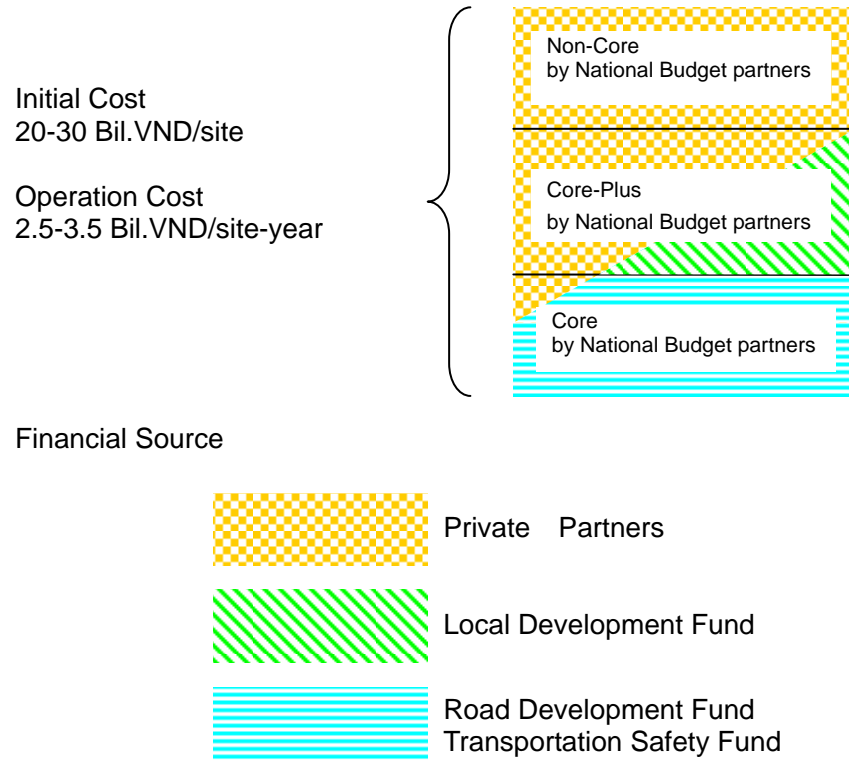 Initial Cost
20-30 Bil.VND/site
Operation Cost
2.5-3.5 Bil.VND/site-year
Non-Core
by National Budget partners
Core-Plus
by National Budget partners
Core
by National Budget partners
Financial Source
Private Partners
Local Development Fund
Road Development Fund
Transportation Safety Fund